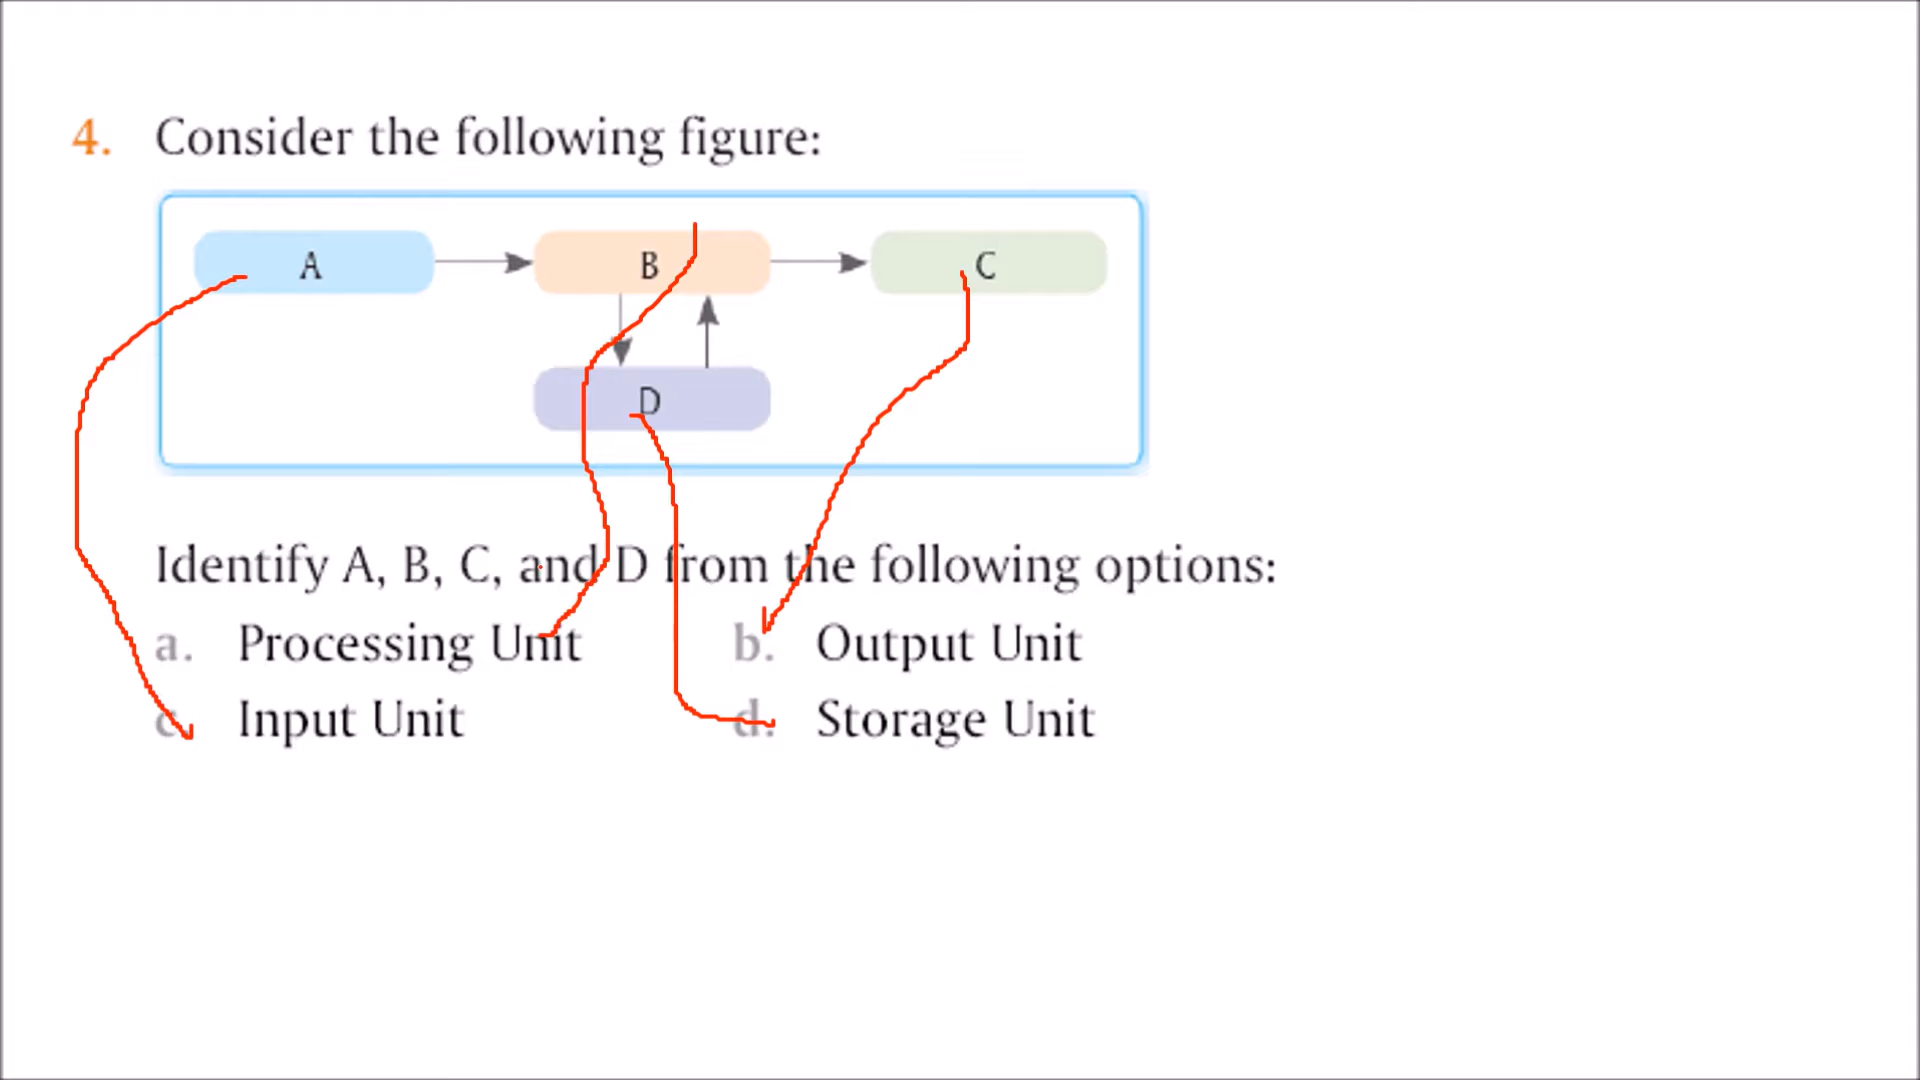 4. Consider the following figure:
A B C
D
Identify A, B, C, and D from the following options:
a. Processing Unit b. Output Unit
c. Input Unit d. Storage Unit